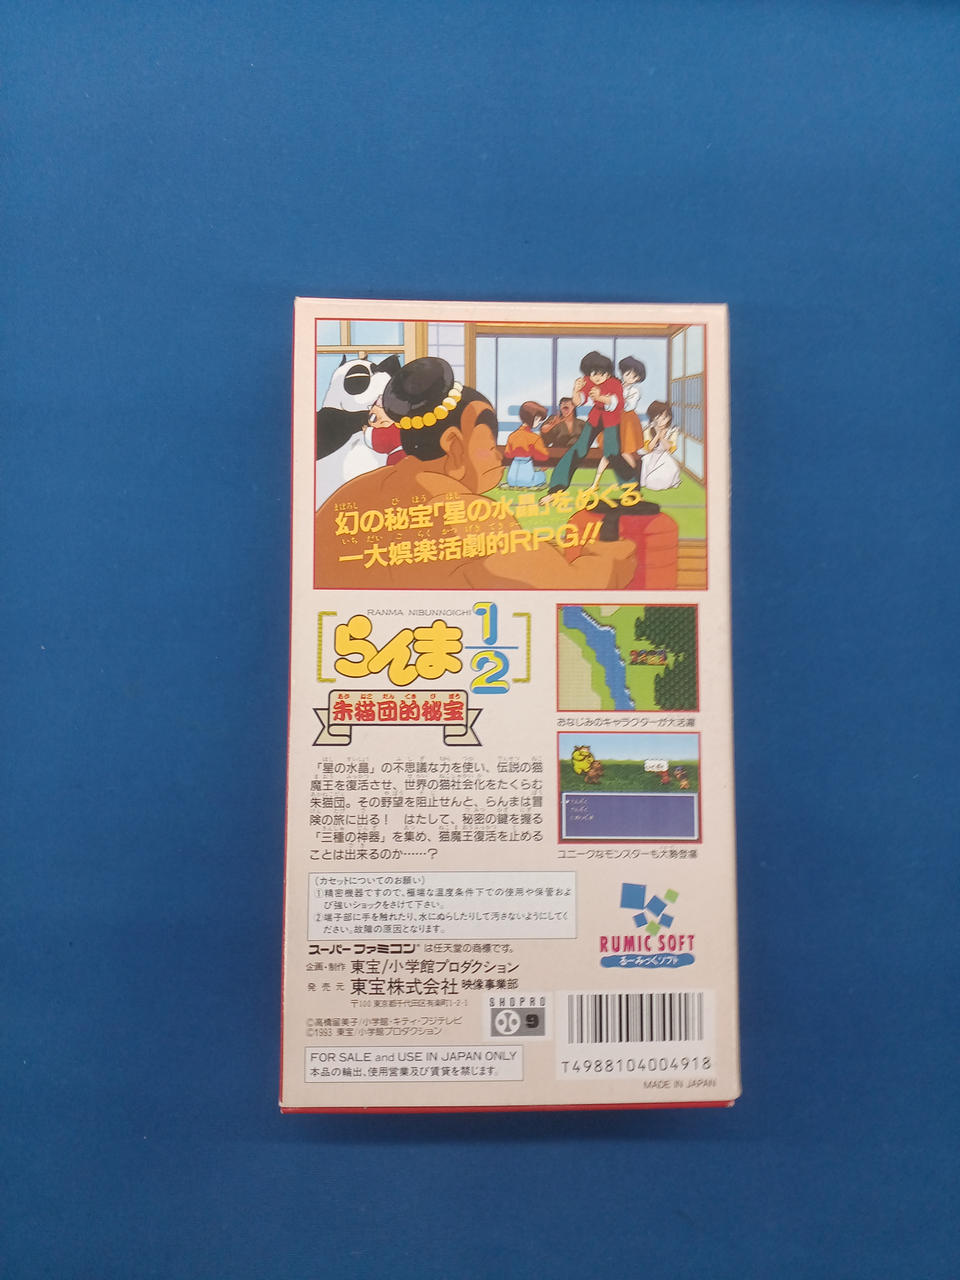 幻の秘宝「星の水晶」をめぐる
一大娯楽活劇的RPG!!
RANMA NIBUNNOICHI
らんま1/2
朱猫団的秘宝
「星の水晶」の不思議な力を使い、伝説の猫
魔王を復活させ、世界の猫社会化をたくらむ
朱猫団。その野望を阻止せんと、らんまは冒
険の旅に出る! はたして、秘密の鍵を握る
「三種の神器」を集め、猫魔王復活を止める
ことは出来るのか……?
おなじみのキャラクターが大活躍
ユニークなモンスターも大勢登場
(カセットについてのお願い)
①精密機器ですので、極端な温度条件下での使用や保管およ
び強いショックをさけて下さい。
②端子部に手を触れたり、水にぬらしたりして汚さないようにしてく
ださい。故障の原因となります。
スーパーファミコン®は任天堂の商標です。
企画・制作 東宝/小学館プロダクション
発売元 東宝株式会社 映像事業部
〒100 東京都千代田区有楽町1-2-1
©高橋留美子/小学館・キティ・フジテレビ
©1993 東宝/小学館プロダクション
FOR SALE and USE IN JAPAN ONLY
本品の輸出、使用営業及び賃貸を禁じます。
RUMIC SOFT
るーみっくソフト
SHOPRO
9
T4988104004918
MADE IN JAPAN